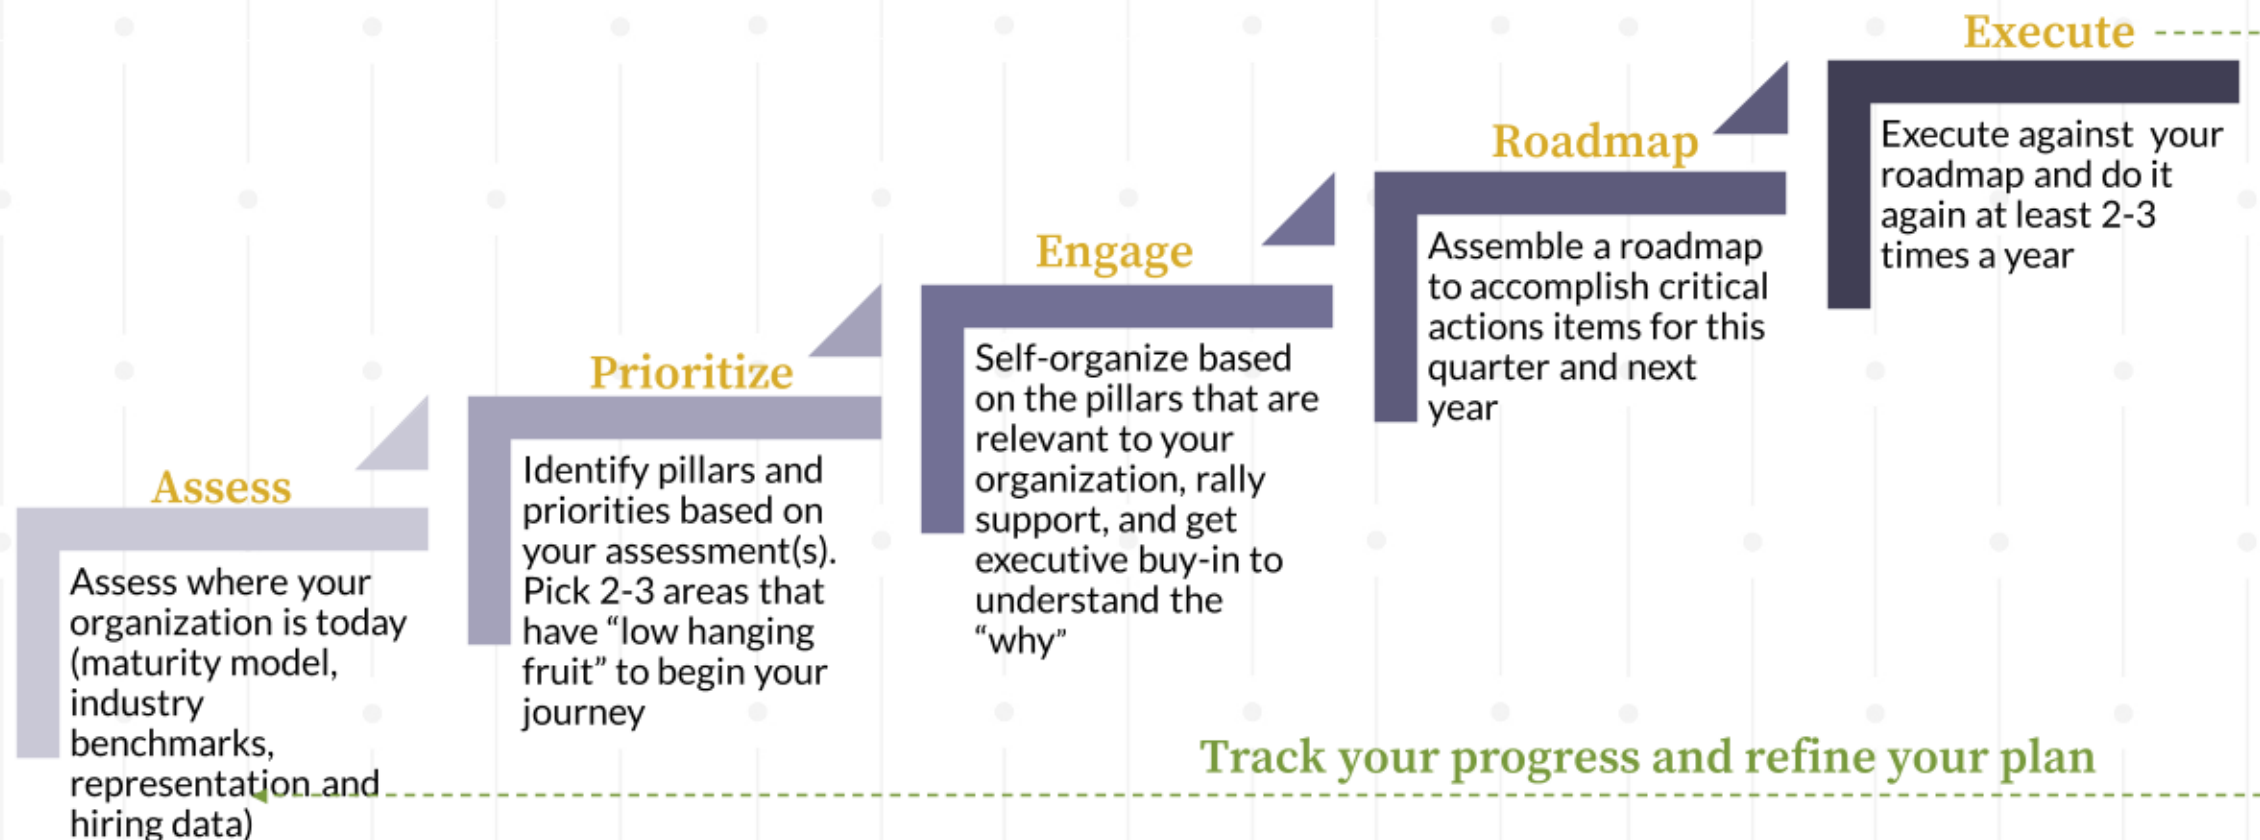 Assess
Assess where your
organization is today
(maturity model,
industry
benchmarks,
representation and
hiring data)
Prioritize
Identify pillars and
priorities based on
your assessment(s).
Pick 2-3 areas that
have “low hanging
fruit” to begin your
journey
Engage
Self-organize based
on the pillars that are
relevant to your
organization, rally
support, and get
executive buy-in to
understand the
“why”
Roadmap
Assemble a roadmap
to accomplish critical
actions items for this
quarter and next
year
Execute
Execute against  your
roadmap and do it
again at least 2-3
times a year
Track your progress and refine your plan